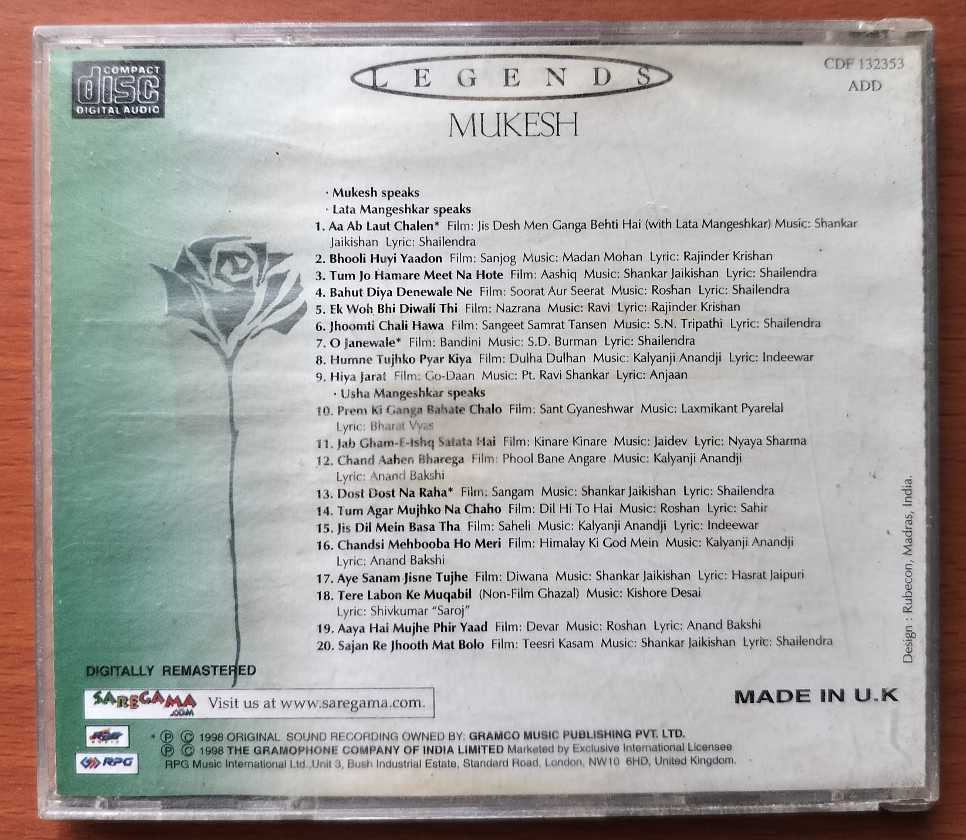 COMPACT
disc
DIGITAL AUDIO
LEGENDS
MUKESH
CDF 132353
ADD
· Mukesh speaks
· Lata Mangeshkar speaks
1. Aa Ab Laut Chalen* Film: Jis Desh Men Ganga Behti Hai (with Lata Mangeshkar) Music: Shankar
Jaikishan Lyric: Shailendra
2. Bhooli Huyi Yaadon Film: Sanjog Music: Madan Mohan Lyric: Rajinder Krishan
3. Tum Jo Hamare Meet Na Hote Film: Aashiq Music: Shankar Jaikishan Lyric: Shailendra
4. Bahut Diya Denewale Ne Film: Soorat Aur Seerat Music: Roshan Lyric: Shailendra
5. Ek Woh Bhi Diwali Thi Film: Nazrana Music: Ravi Lyric: Rajinder Krishan
6. Jhoomti Chali Hawa Film: Sangeet Samrat Tansen Music: S.N. Tripathi Lyric: Shailendra
7. O Janewale* Film: Bandini Music: S.D. Burman Lyric: Shailendra
8. Humne Tujhko Pyar Kiya Film: Dulha Dulhan Music: Kalyanji Anandji Lyric: Indeewar
9. Hiya Jarat Film: Go-Daan Music: Pt. Ravi Shankar Lyric: Anjaan
· Usha Mangeshkar speaks
10. Prem Ki Ganga Bahate Chalo Film: Sant Gyaneshwar Music: Laxmikant Pyarelal
Lyric: Bharat Vyas
11. Jab Gham-E-Ishq Satata Hai Film: Kinare Kinare Music: Jaidev Lyric: Nyaya Sharma
12. Chand Aahen Bharega Film: Phool Bane Angare Music: Kalyanji Anandji
Lyric: Anand Bakshi
13. Dost Dost Na Raha* Film: Sangam Music: Shankar Jaikishan Lyric: Shailendra
14. Tum Agar Mujhko Na Chaho Film: Dil Hi To Hai Music: Roshan Lyric: Sahir
15. Jis Dil Mein Basa Tha Film: Saheli Music: Kalyanji Anandji Lyric: Indeewar
16. Chandsi Mehbooba Ho Meri Film: Himalay Ki God Mein Music: Kalyanji Anandji
Lyric: Anand Bakshi
17. Aye Sanam Jisne Tujhe Film: Diwana Music: Shankar Jaikishan Lyric: Hasrat Jaipuri
18. Tere Labon Ke Muqabil (Non-Film Ghazal) Music: Kishore Desai
Lyric: Shivkumar "Saroj"
19. Aaya Hai Mujhe Phir Yaad Film: Devar Music: Roshan Lyric: Anand Bakshi
20. Sajan Re Jhooth Mat Bolo Film: Teesri Kasam Music: Shankar Jaikishan Lyric: Shailendra
Design : Rubecon, Madras, India.
DIGITALLY REMASTERED
SAREGAMA.COM Visit us at www.saregama.com.
MADE IN U.K
* Ⓟ Ⓒ 1998 ORIGINAL SOUND RECORDING OWNED BY: GRAMCO MUSIC PUBLISHING PVT. LTD.
Ⓟ Ⓒ 1998 THE GRAMOPHONE COMPANY OF INDIA LIMITED Marketed by Exclusive International Licensee
RPG RPG Music International Ltd.,Unit 3, Bush Industrial Estate, Standard Road, London, NW10 6HD, United Kingdom.